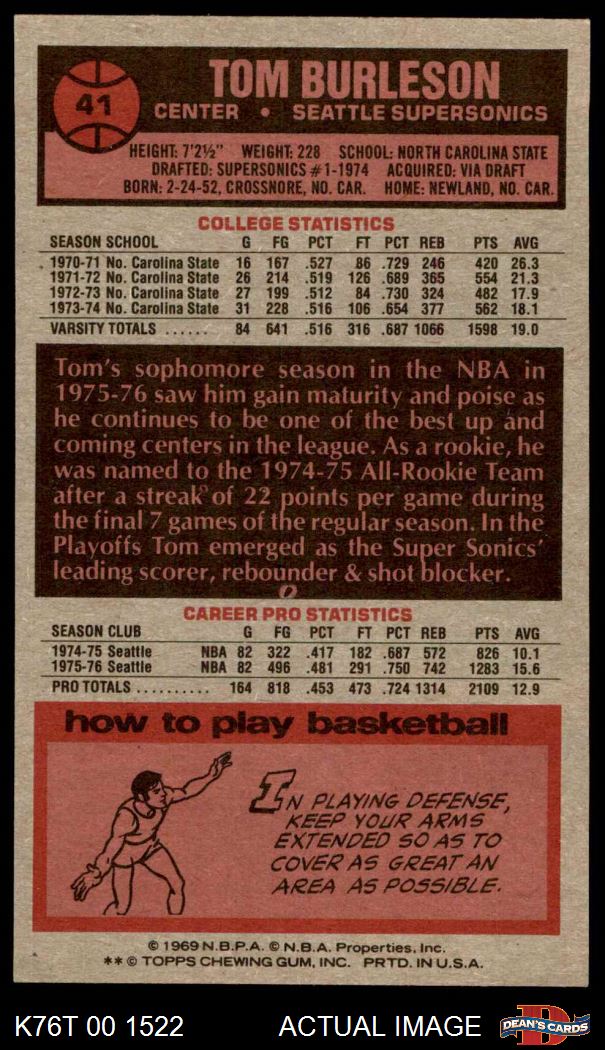 41
TOM BURLESON
CENTER • SEATTLE SUPERSONICS
HEIGHT: 7'2½" WEIGHT: 228 SCHOOL: NORTH CAROLINA STATE
DRAFTED: SUPERSONICS #1-1974 ACQUIRED: VIA DRAFT
BORN: 2-24-52, CROSSNORE, NO. CAR. HOME: NEWLAND, NO. CAR.
COLLEGE STATISTICS
SEASON SCHOOL G FG PCT FT PCT REB PTS AVG
1970-71 No. Carolina State 16 167 .527 86 .729 246 420 26.3
1971-72 No. Carolina State 26 214 .519 126 .689 365 554 21.3
1972-73 No. Carolina State 27 199 .512 84 .730 324 482 17.9
1973-74 No. Carolina State 31 228 .516 106 .654 377 562 18.1
VARSITY TOTALS ...... 84 641 .516 316 .687 1066 1598 19.0
Tom's sophomore season in the NBA in
1975-76 saw him gain maturity and poise as
he continues to be one of the best up and
coming centers in the league. As a rookie, he
was named to the 1974-75 All-Rookie Team
after a streak of 22 points per game during
the final 7 games of the regular season. In the
Playoffs Tom emerged as the Super Sonics'
leading scorer, rebounder & shot blocker.
CAREER PRO STATISTICS
SEASON CLUB G FG PCT FT PCT REB PTS AVG
1974-75 Seattle NBA 82 322 .417 182 .687 572 826 10.1
1975-76 Seattle NBA 82 496 .481 291 .750 742 1283 15.6
PRO TOTALS .......... 164 818 .453 473 .724 1314 2109 12.9
how to play basketball
IN PLAYING DEFENSE,
KEEP YOUR ARMS
EXTENDED SO AS TO
COVER AS GREAT AN
AREA AS POSSIBLE.
© 1969 N.B.P.A. © N.B.A. Properties, Inc.
** © TOPPS CHEWING GUM, INC. PRTD. IN U.S.A.
K76T 00 1522 ACTUAL IMAGE
D
DEAN'S CARDS